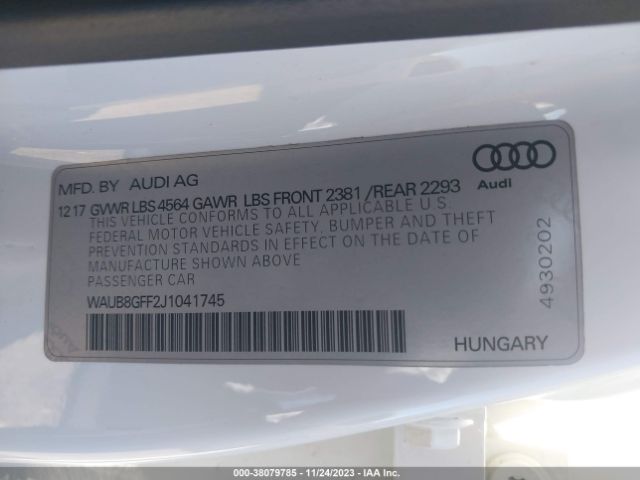 MFD.BY AUDI AG
Audi
12 17 GVWR LBS 4564 GAWR LBS FRONT 2381 /REAR 2293
THIS VEHICLE CONFORMS TO ALL APPLICABLE U S
FEDERAL MOTOR VEHICLE SAFETY, BUMPER AND THEFT
PREVENTION STANDARDS IN EFFECT ON THE DATE OF
MANUFACTURE SHOWN ABOVE
PASSENGER CAR
WAUB8GFF2J1041745
4930202
HUNGARY
000-38079785 - 11/24/2023 - IAA Inc.